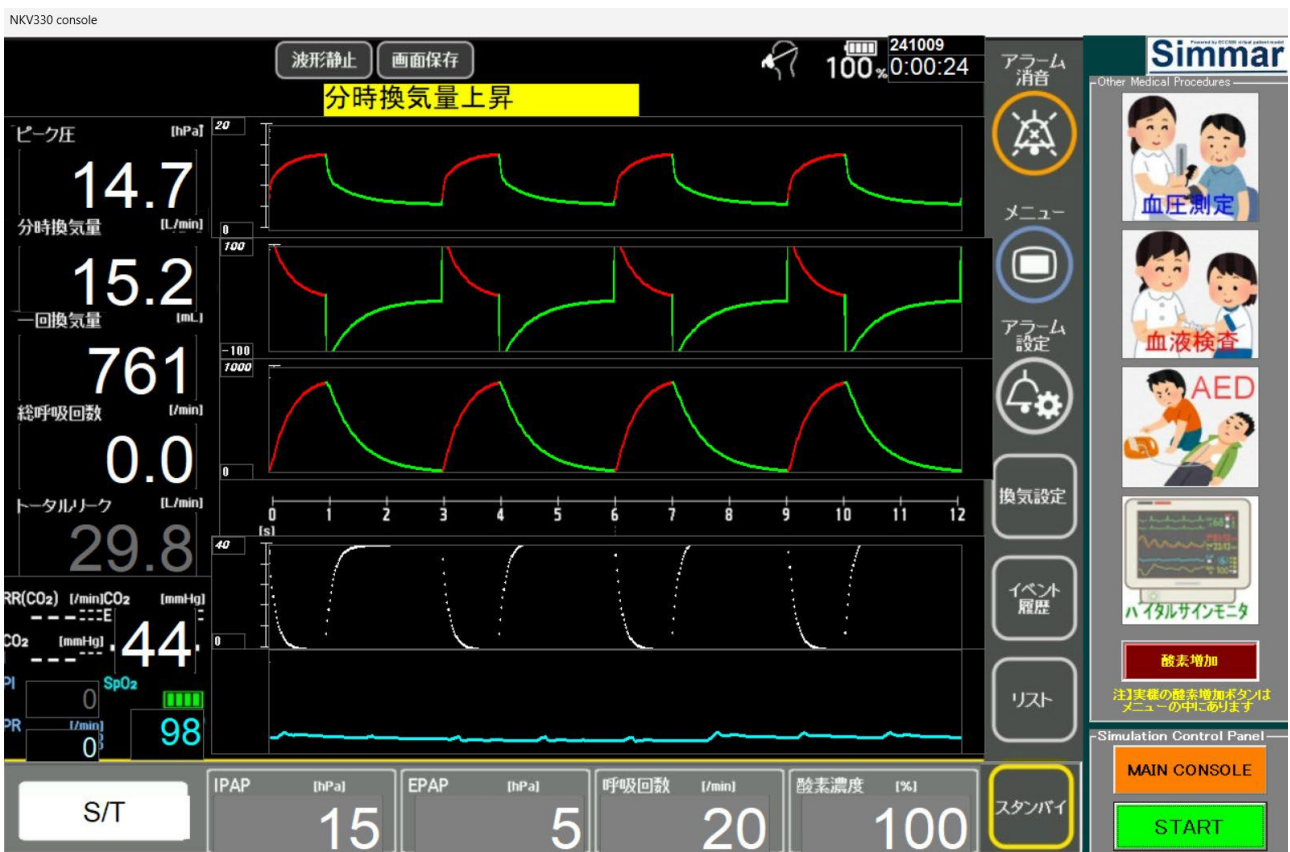 NKV330 console
波形静止
画面保存
100%
241009
0:00:24
分時換気量上昇
アラーム
消音
ピーク圧 [hPa]
14.7
分時換気量 [L/min]
15.2
一回換気量 [mL]
761
総呼吸回数 [/min]
0.0
トータルリーク [L/min]
29.8
RR(CO₂) [/min]
CO₂ [mmHg]
E
CO₂ [mmHg]
44
PI
0
SpO₂
98
PR [/min]
0
20
0
100
-100
1000
0
0 1 2 3 4 5 6 7 8 9 10 11 12
[s]
40
0
メニュー
アラーム
設定
換気設定
イベント
履歴
リスト
スタンバイ
S/T
IPAP [hPa]
15
EPAP [hPa]
5
呼吸回数 [/min]
20
酸素濃度 [%]
100
Simmar
Other Medical Procedures
血圧測定
血液検査
AED
バイタルサインモニタ
酸素増加
注】実機の酸素増加ボタンは
メニューの中にあります
Simulation Control Panel
MAIN CONSOLE
START